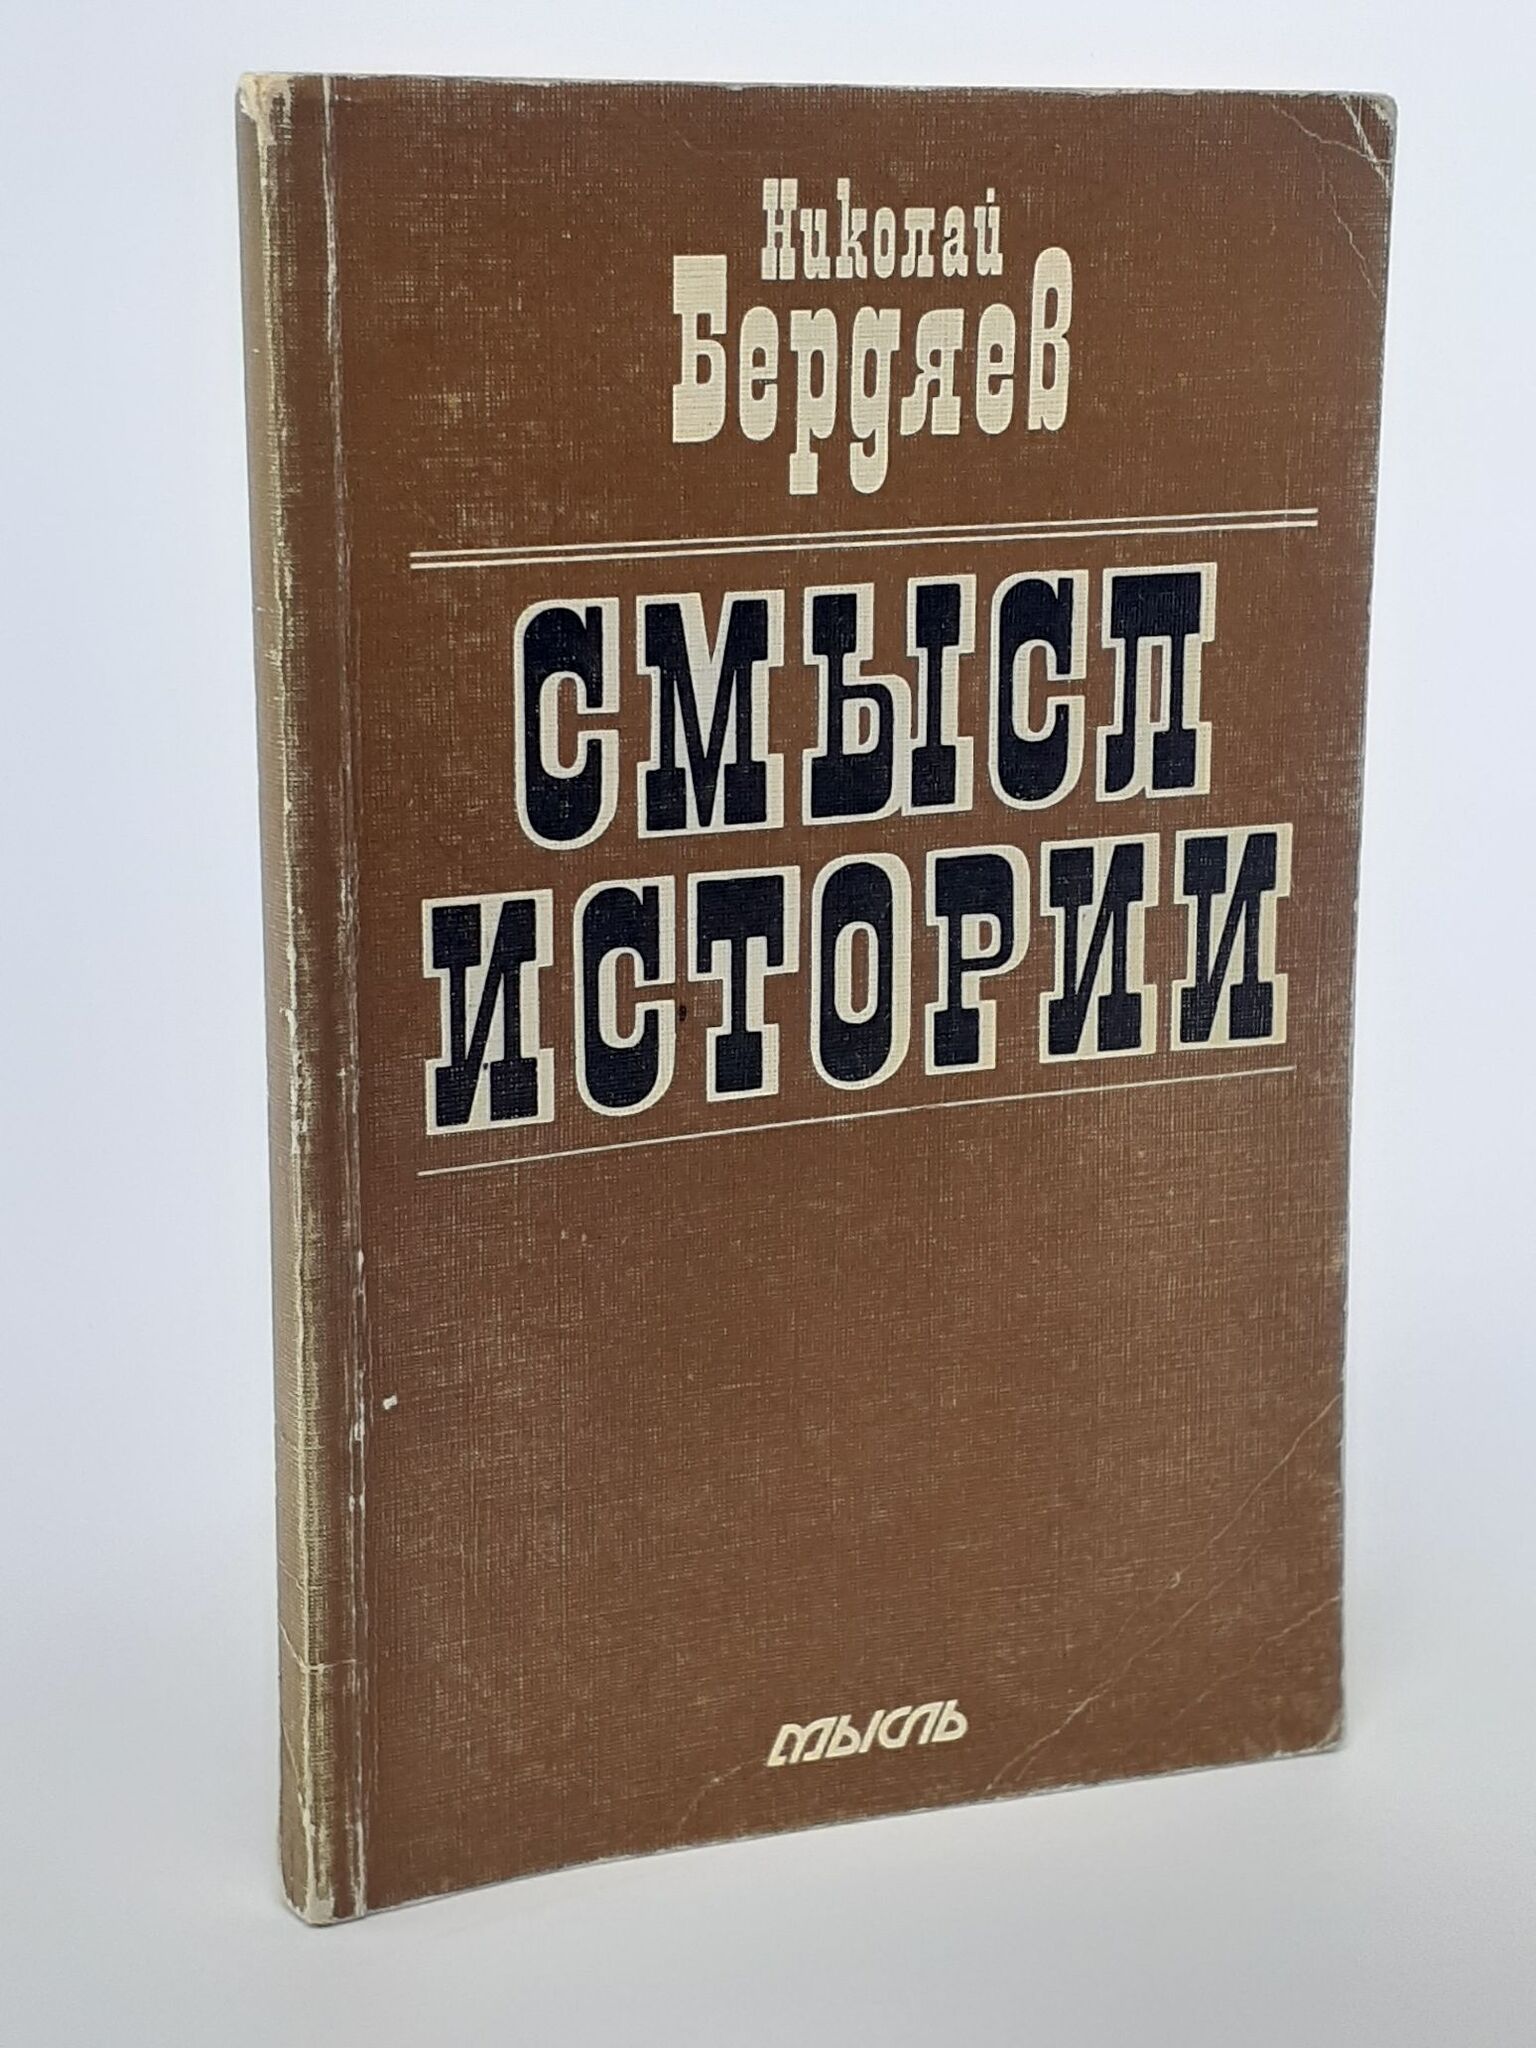 Николай
Бердяев
СМЫСЛ
ИСТОРИИ
мысль